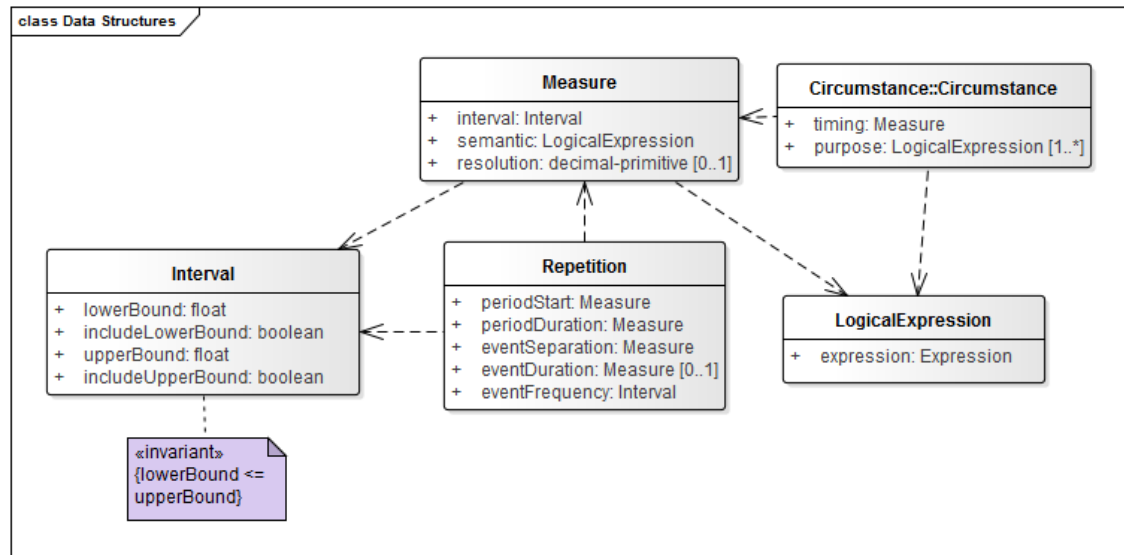 class Data Structures
Measure
+ interval: Interval
+ semantic: LogicalExpression
+ resolution: decimal-primitive [0..1]
Circumstance::Circumstance
+ timing: Measure
+ purpose: LogicalExpression [1..*]
Interval
+ lowerBound: float
+ includeLowerBound: boolean
+ upperBound: float
+ includeUpperBound: boolean
Repetition
+ periodStart: Measure
+ periodDuration: Measure
+ eventSeparation: Measure
+ eventDuration: Measure [0..1]
+ eventFrequency: Interval
LogicalExpression
+ expression: Expression
«invariant»
{lowerBound <=
upperBound}